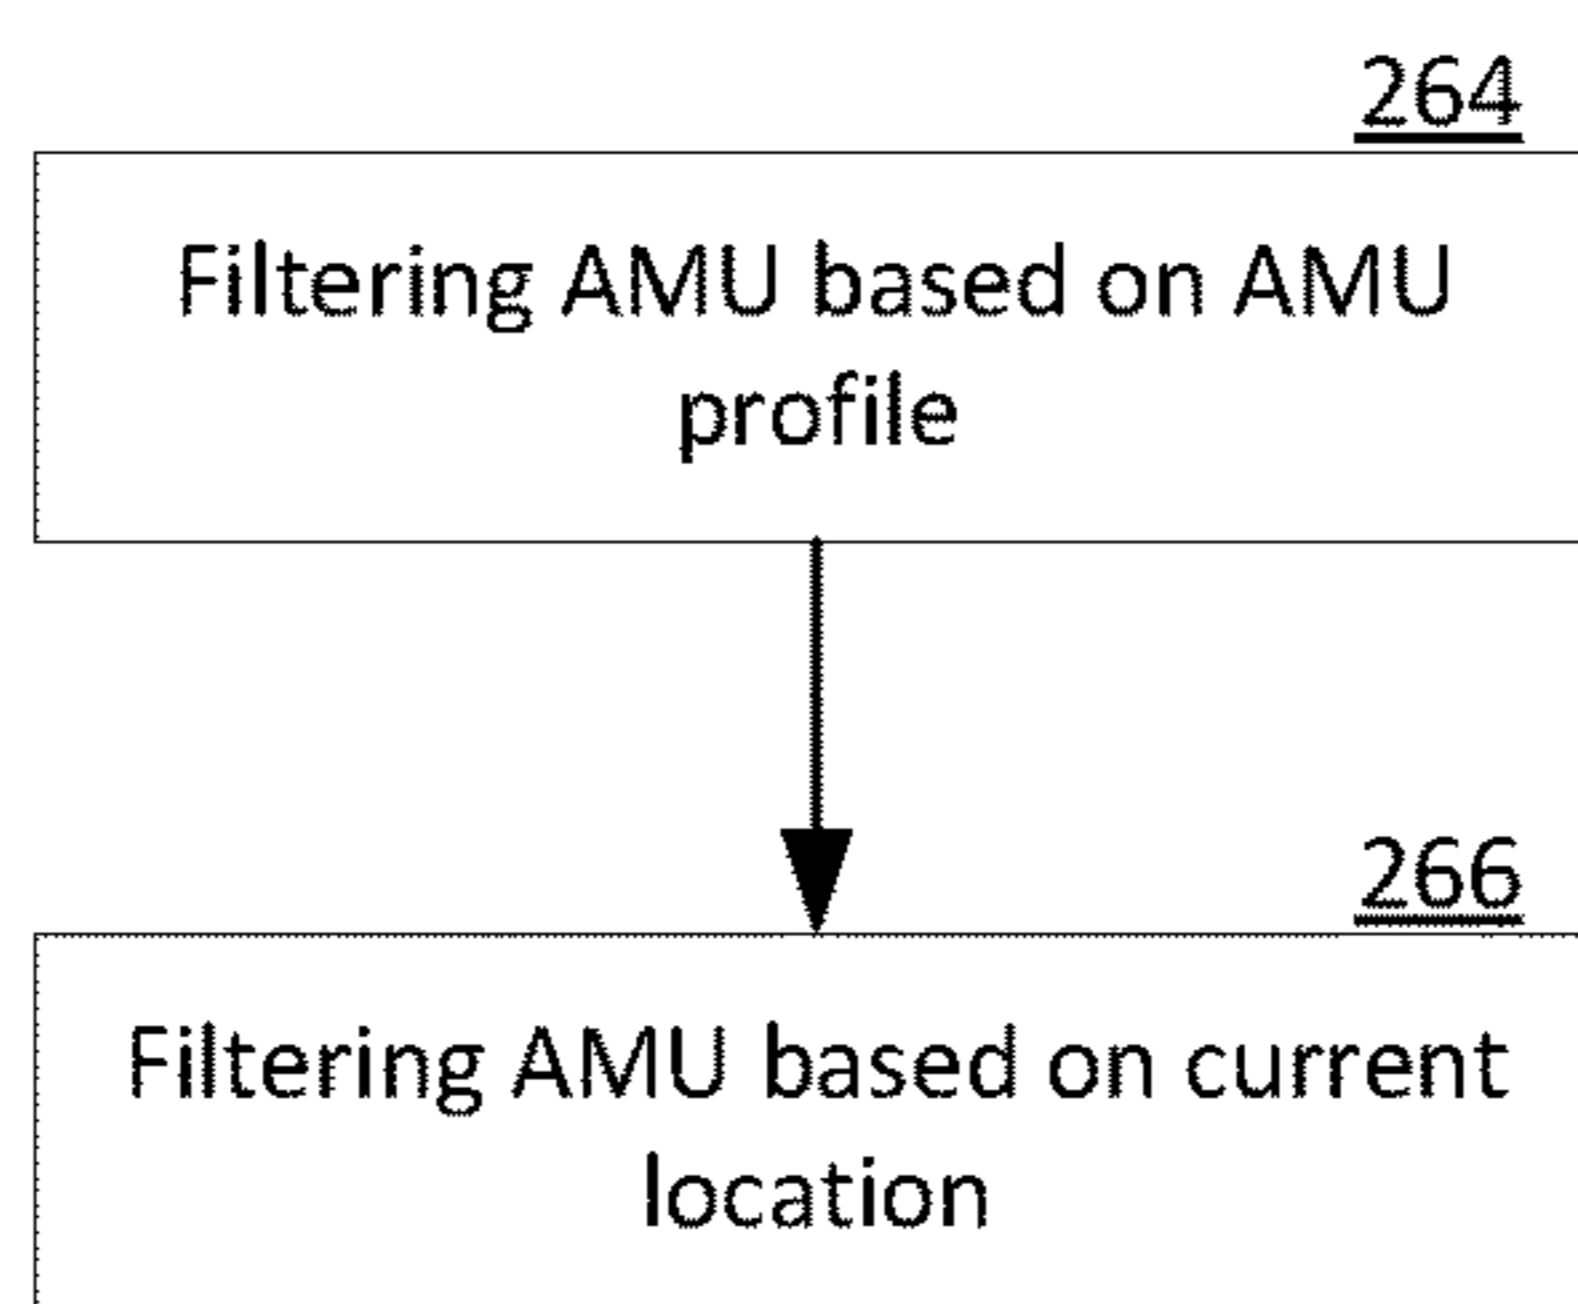 264
Filtering AMU based on AMU
profile
266
Filtering AMU based on current
location